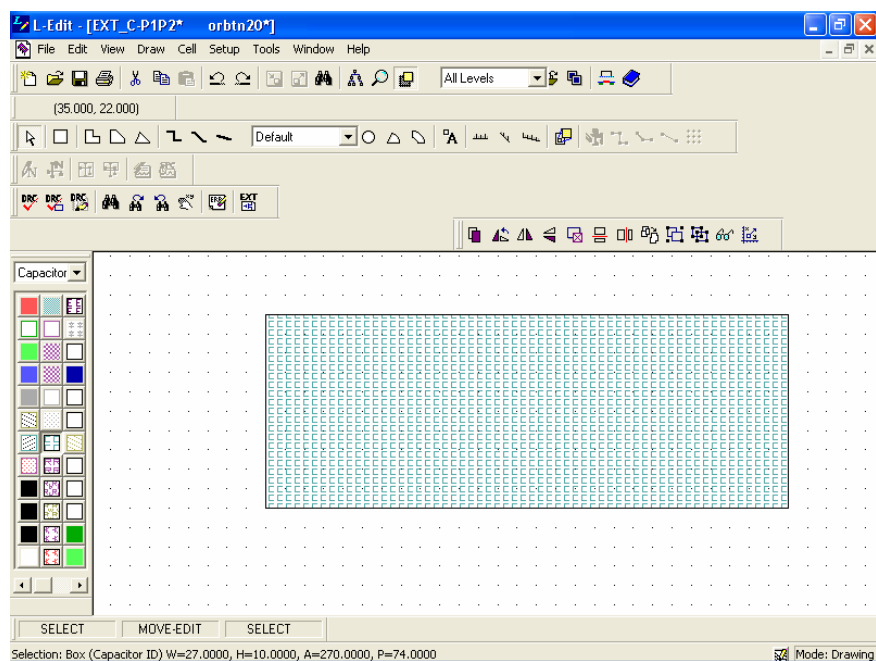 L-Edit - [EXT_C-P1P2* orbtn20*]
File Edit View Draw Cell Setup Tools Window Help
All Levels
(35.000, 22.000)
Default
A
DRC DRC DRC xy ERC EXT
Capacitor
SELECT MOVE-EDIT SELECT
Selection: Box (Capacitor ID) W=27.0000, H=10.0000, A=270.0000, P=74.0000 Mode: Drawing